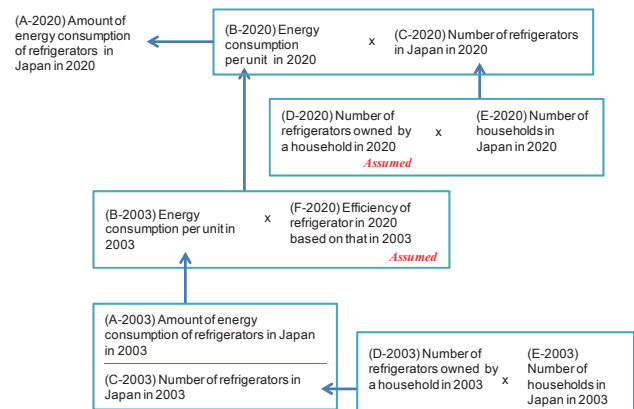 (A-2020) Amount of
energy consumption
of refrigerators in
Japan in 2020
(B-2020) Energy
consumption
per unit in 2020
x
(C-2020) Number of refrigerators
in Japan in 2020
(D-2020) Number of
refrigerators owned by
a household in 2020
Assumed
x
(E-2020) Number of
households in
Japan in 2020
(B-2003) Energy
consumption per unit in
2003
x
(F-2020) Efficiency of
refrigerator in 2020
based on that in 2003
Assumed
(A-2003) Amount of energy
consumption of refrigerators in Japan
in 2003
(C-2003) Number of refrigerators in
Japan in 2003
(D-2003) Number of
refrigerators owned by
a household in 2003
x
(E-2003)
Number of
households in
Japan in 2003